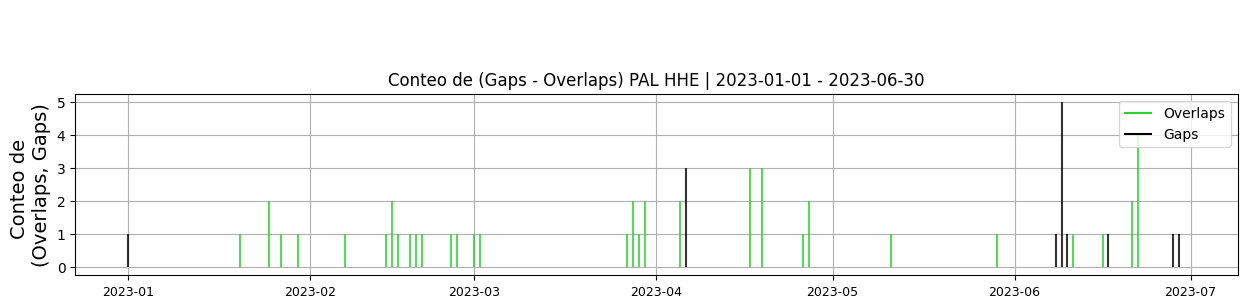 Conteo de (Gaps - Overlaps) PAL HHE | 2023-01-01 - 2023-06-30
Conteo de
(Overlaps, Gaps)
5
4
3
2
1
0
Overlaps
Gaps
2023-01
2023-02
2023-03
2023-04
2023-05
2023-06
2023-07